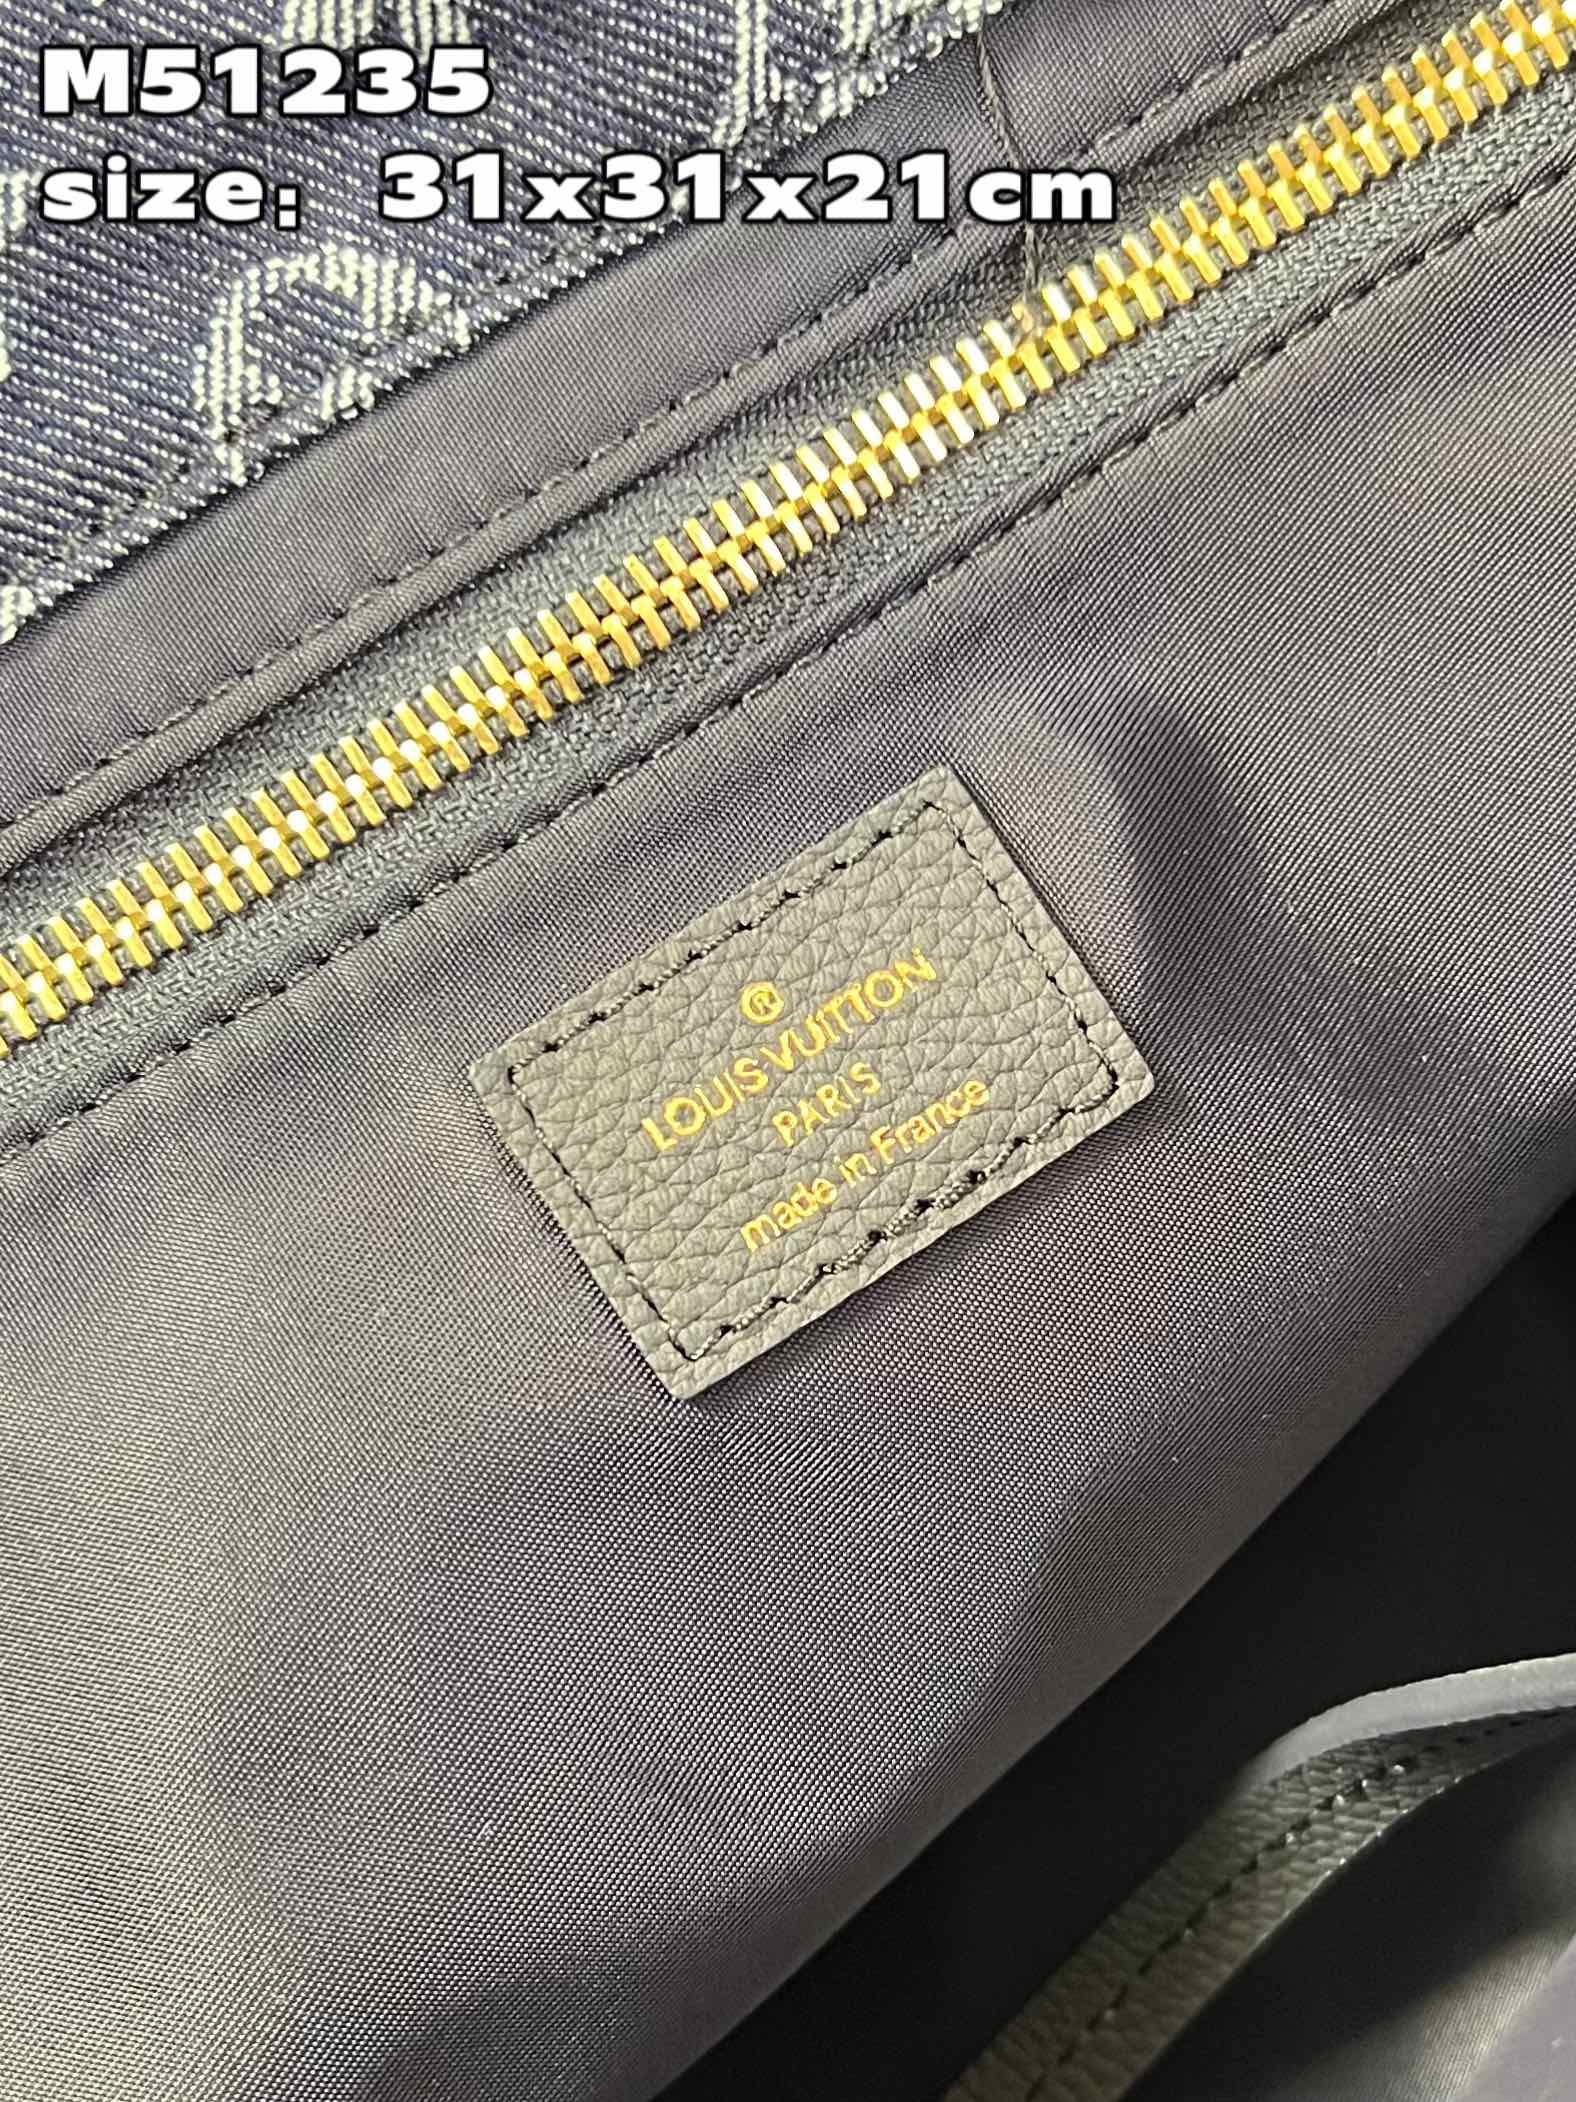 M51235
size： 31x31x21cm
®
LOUIS VUITTON
PARIS
made in France